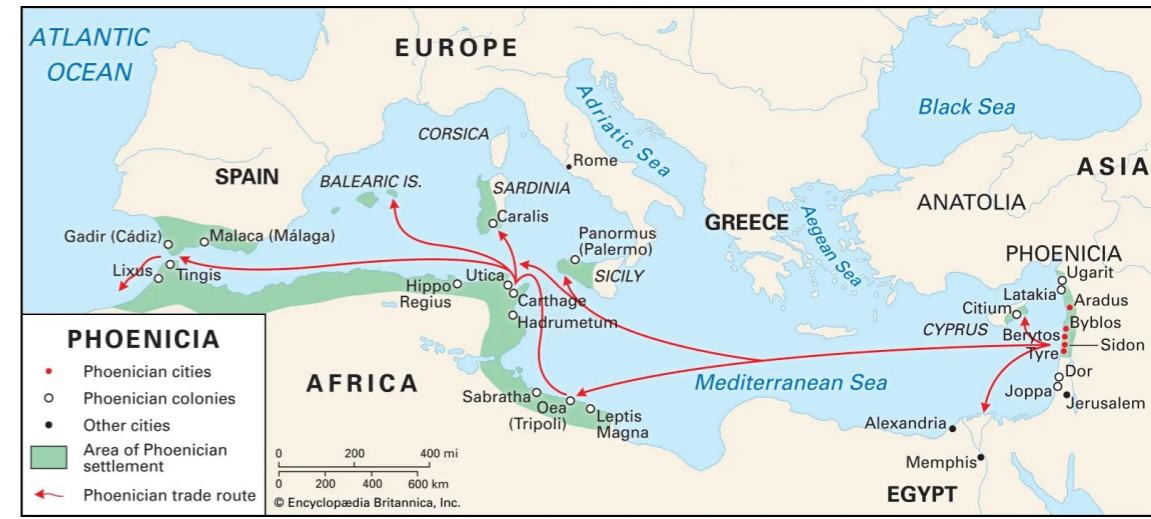 ATLANTIC
OCEAN
EUROPE
Black Sea
Adriatic Sea
CORSICA
Rome
ASIA
SPAIN
BALEARIC IS.
SARDINIA
ANATOLIA
Caralis
GREECE
Aegean Sea
Gadir (Cádiz)
Malaca (Málaga)
Panormus
(Palermo)
PHOENICIA
Lixus
Tingis
Utica
SICILY
Ugarit
Hippo
Regius
Carthage
Latakia
Aradus
Citium
Hadrumetum
CYPRUS
Byblos
Berytos
Sidon
Tyre
PHOENICIA
Phoenician cities
Phoenician colonies
Other cities
Area of Phoenician
settlement
Phoenician trade route
AFRICA
Mediterranean Sea
Dor
Joppa
Jerusalem
Sabratha
Oea
(Tripoli)
Leptis
Magna
Alexandria
Memphis
EGYPT
0 200 400 mi
0 200 400 600 km
© Encyclopædia Britannica, Inc.